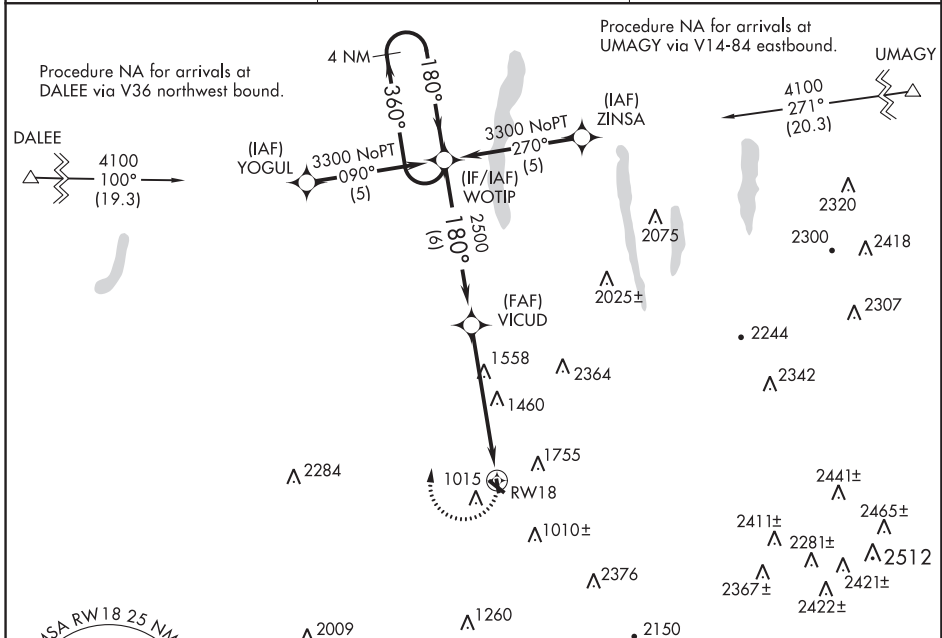 Procedure NA for arrivals at
UMAGY via V14-84 eastbound.
Procedure NA for arrivals at
DALEE via V36 northwest bound.
4 NM
180°
360°
UMAGY
4100
271°
(20.3)
(IAF)
ZINSA
3300 NoPT
270°
(5)
DALEE
4100
100°
(19.3)
(IAF)
YOGUL
3300 NoPT
090°
(5)
(IF/IAF)
WOTIP
2500
180°
(6)
2320
2075
2300
2418
2025±
2307
(FAF)
VICUD
2244
1558
2364
2342
1460
1755
2284
1015
RW18
2441±
2465±
1010±
2411±
2281±
2512
2376
2367±
2421±
2422±
MSA RW18 25 NM
2009
1260
2150